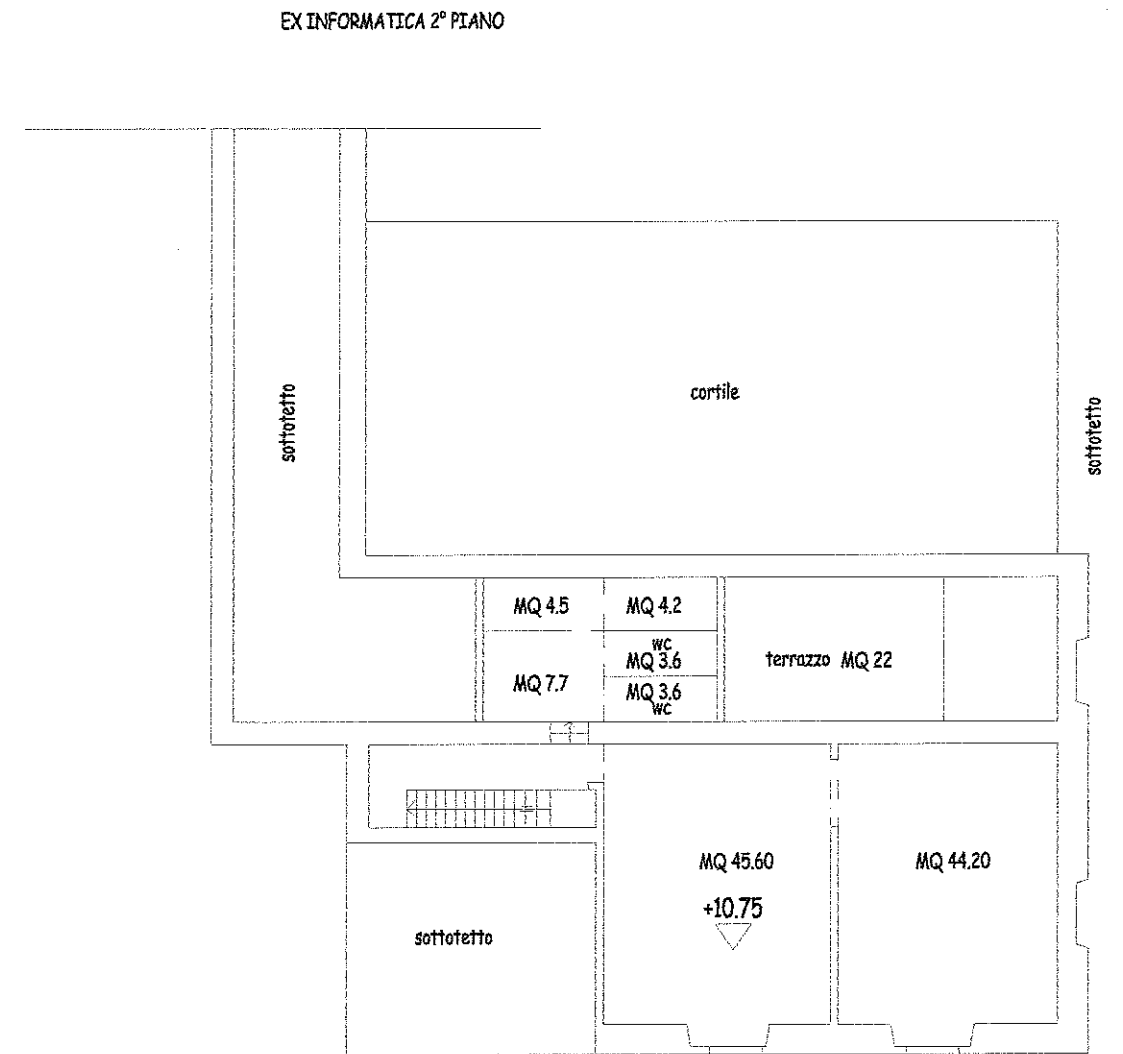 EX INFORMATICA 2° PIANO
sottotetto
cortile
sottotetto
MQ 4.5
MQ 4.2
wc
MQ 3.6
terrazzo MQ 22
MQ 7.7
MQ 3.6
wc
MQ 45.60
MQ 44.20
+10.75
sottotetto